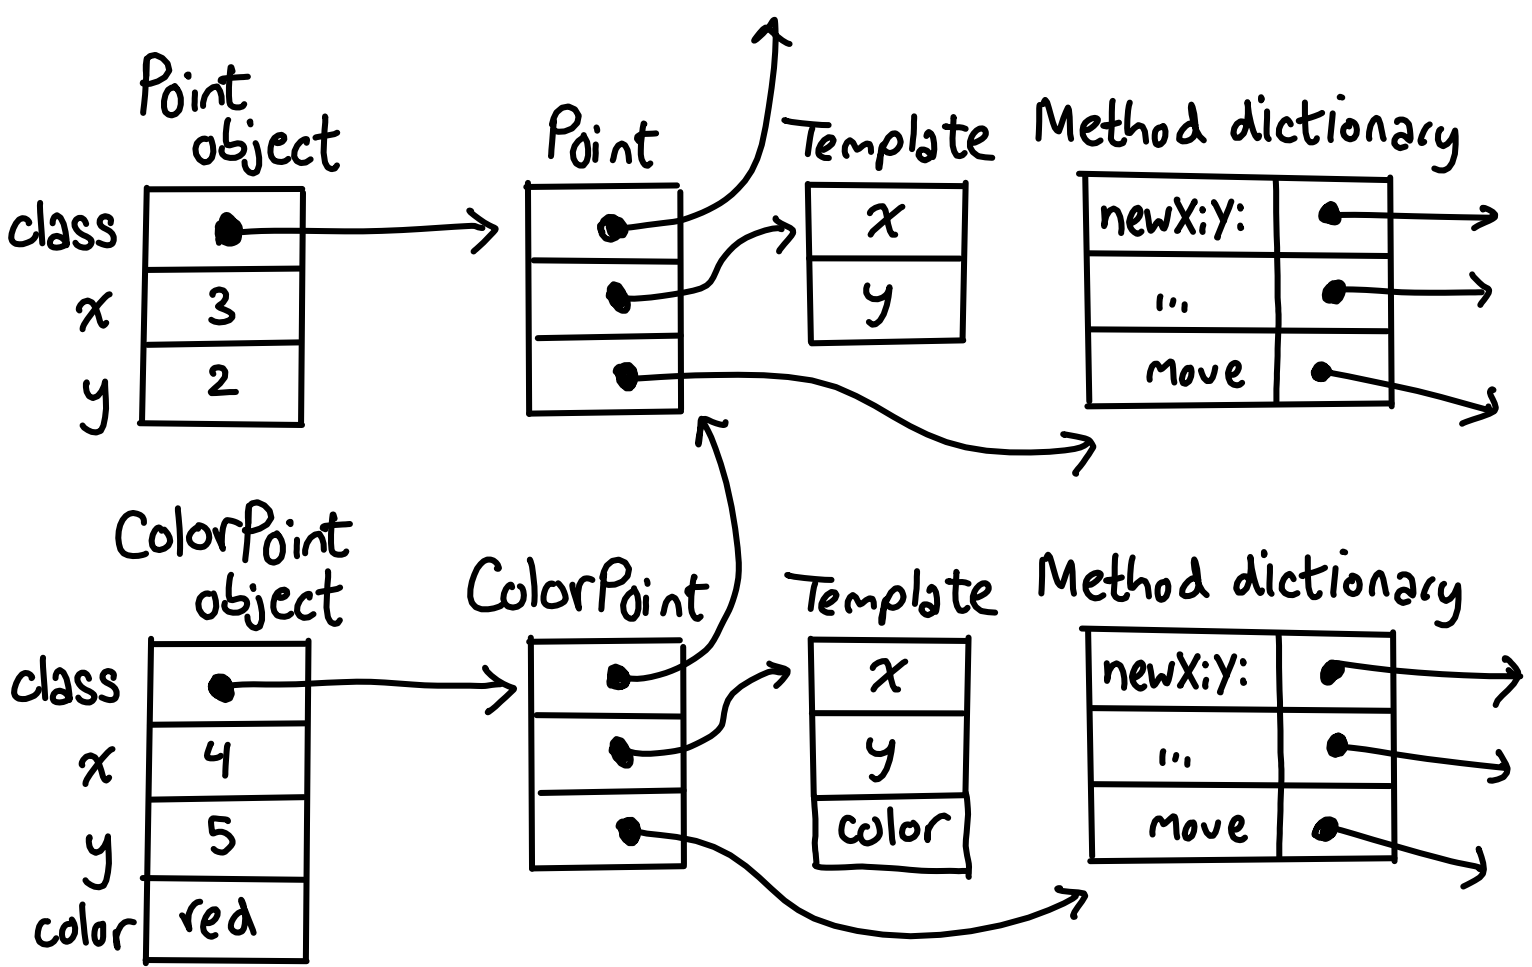 Point
object
class
x
3
y
2
Point
Template
x
y
Method dictionary
newX:Y:
...
move
ColorPoint
object
class
x
4
y
5
color
red
ColorPoint
Template
x
y
color
Method dictionary
newX:Y:
...
move